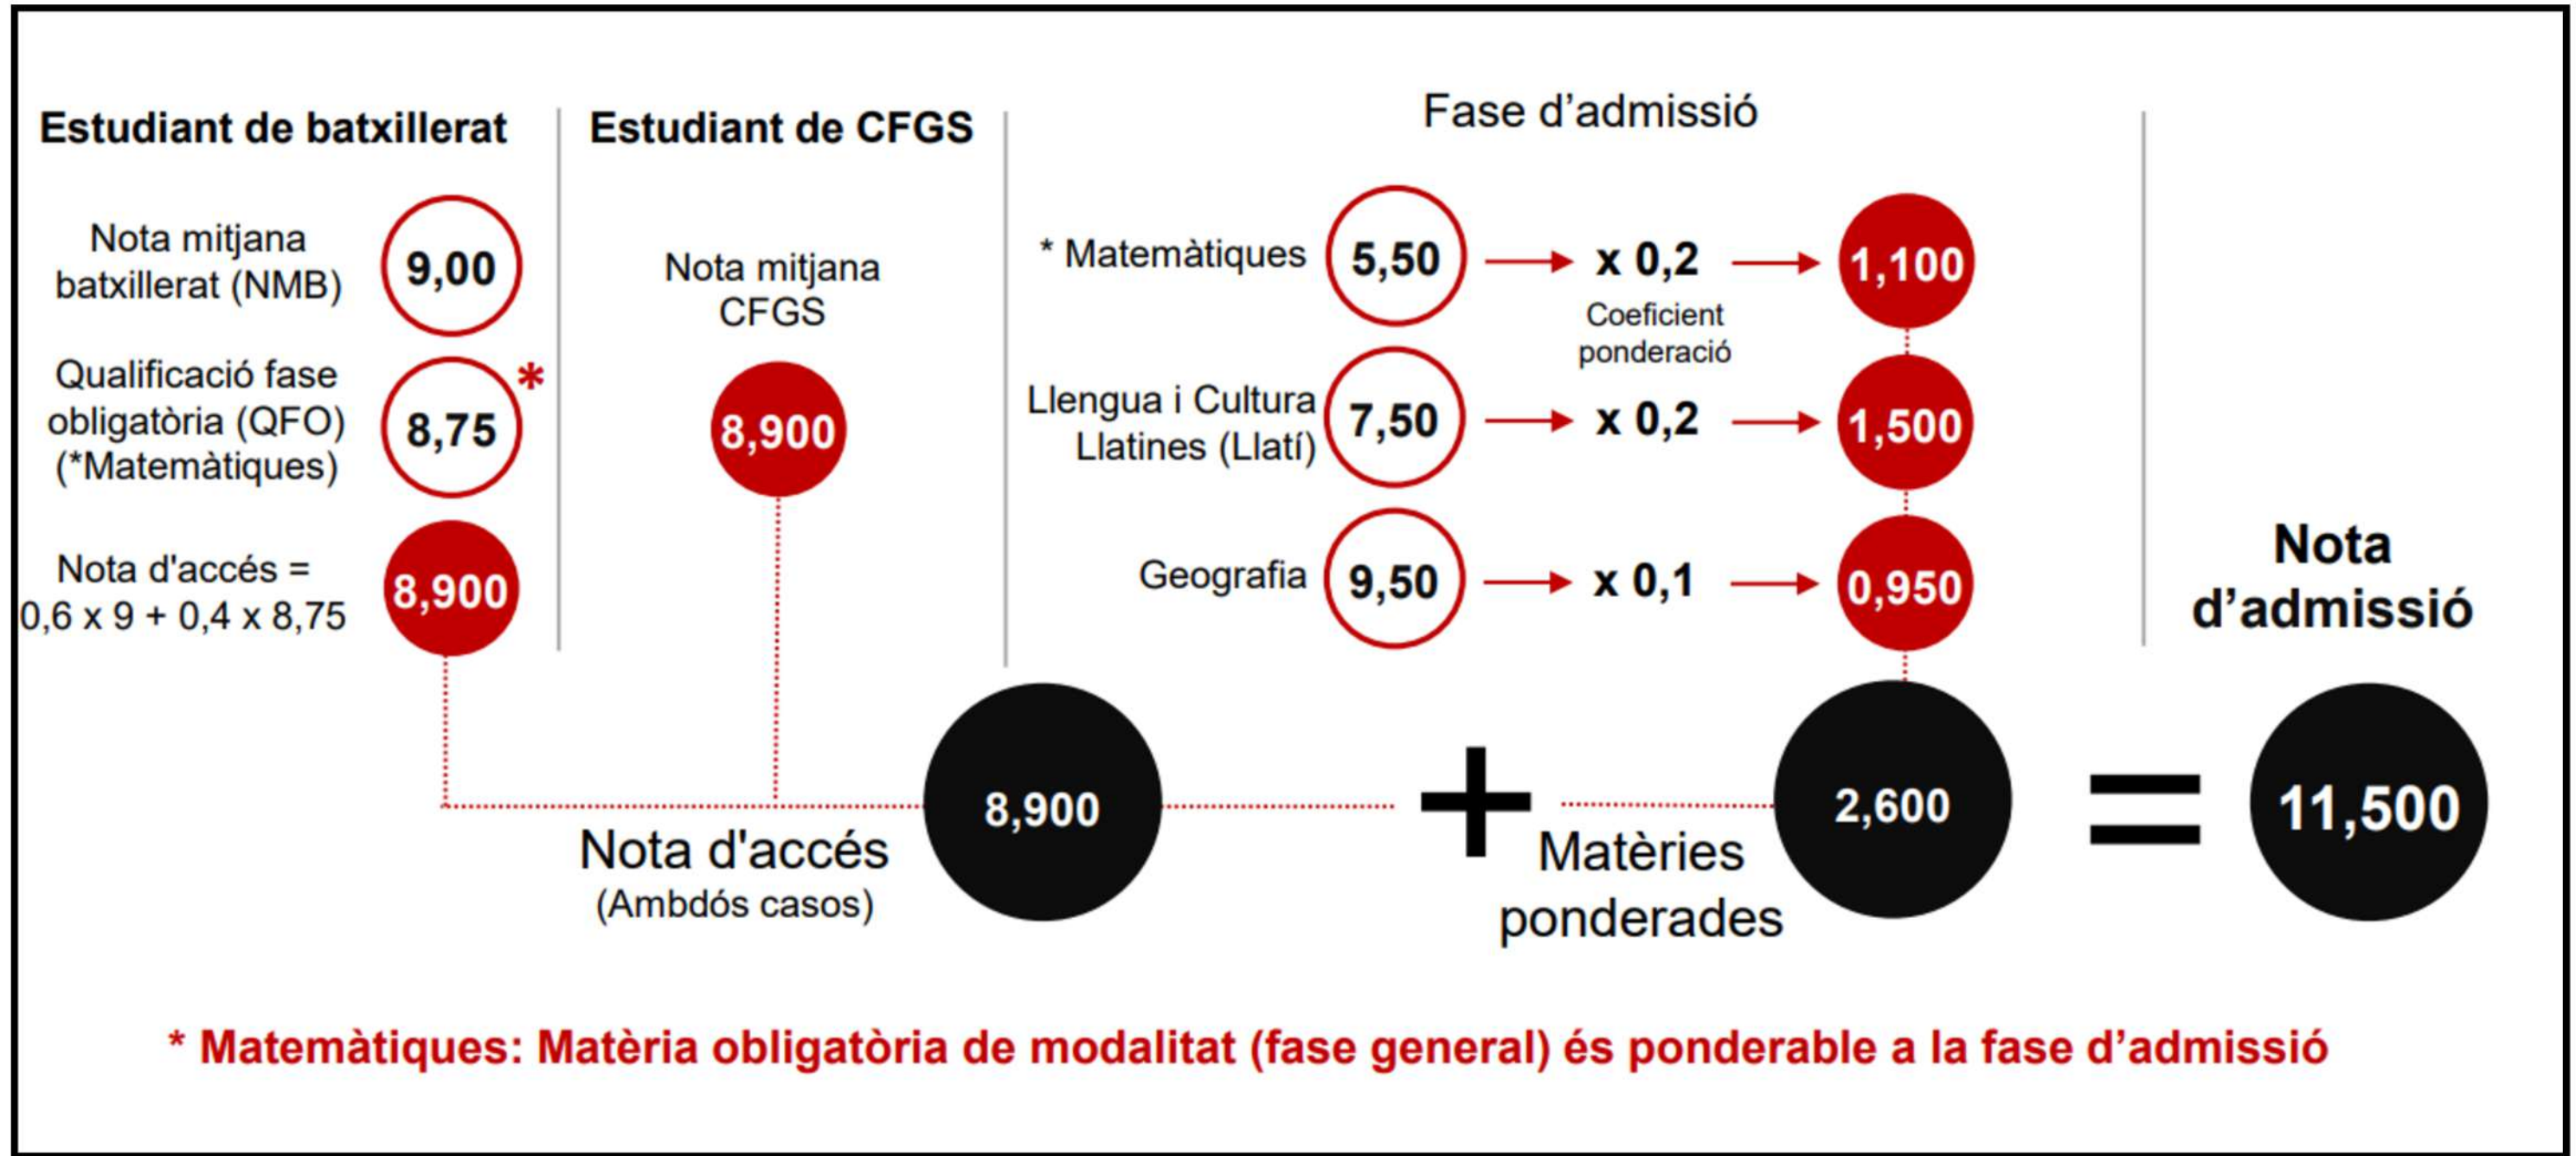 Estudiant de batxillerat
Nota mitjana
batxillerat (NMB)
9,00
Qualificació fase
obligatòria (QFO)
(*Matemàtiques)
8,75
*
Nota d'accés =
0,6 x 9 + 0,4 x 8,75
8,900
Estudiant de CFGS
Nota mitjana
CFGS
8,900
Fase d’admissió
* Matemàtiques
5,50
x 0,2
Coeficient
ponderació
1,100
Llengua i Cultura
Llatines (Llatí)
7,50
x 0,2
1,500
Geografia
9,50
x 0,1
0,950
Nota
d’admissió
Nota d'accés
(Ambdós casos)
8,900
+
Matèries
ponderades
2,600
=
11,500
* Matemàtiques: Matèria obligatòria de modalitat (fase general) és ponderable a la fase d’admissió